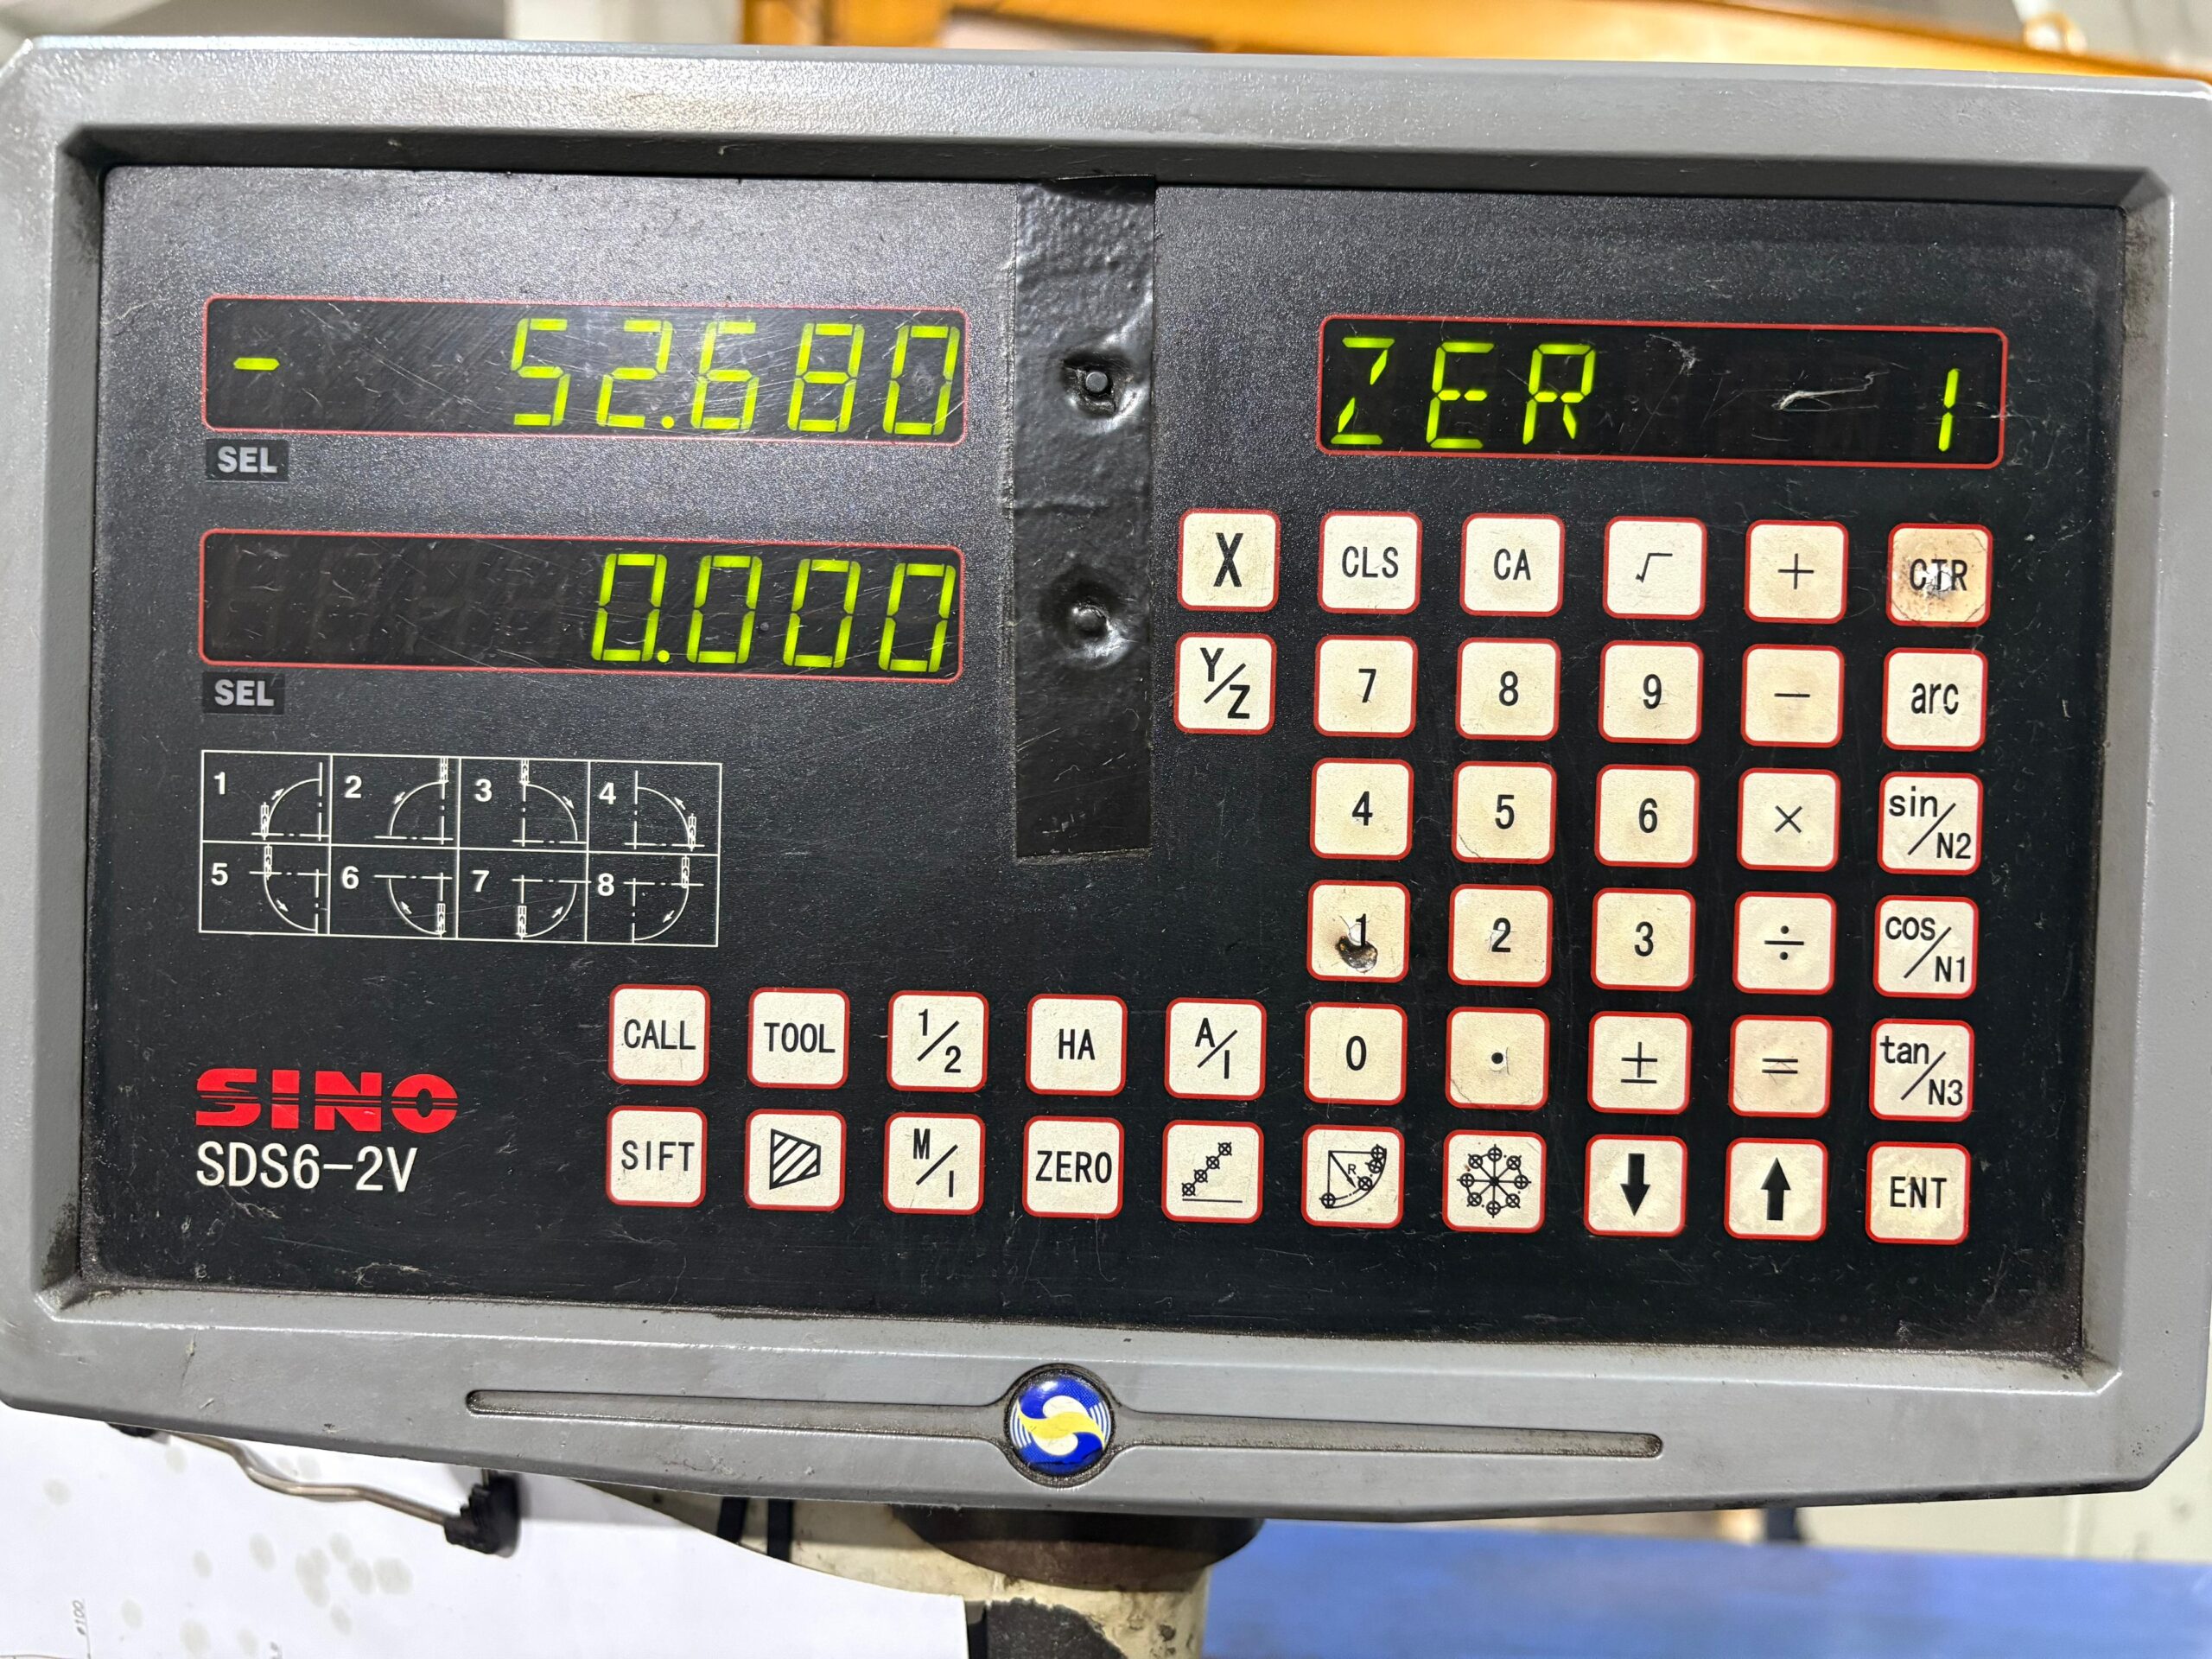 - 52.680
ZER 1
SEL
0.000
SEL
X CLS CA √ + CTR
Y/Z 7 8 9 - arc
4 5 6 × sin/N2
1 2 3 ÷ cos/N1
1 2 3 4
5 6 7 8
CALL TOOL 1/2 HA A/I 0 . ± = tan/N3
SIFT M/I ZERO R ENT
SINO
SDS6-2V
ø100